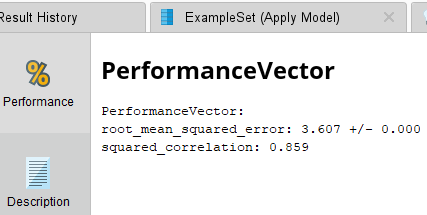 Result History
ExampleSet (Apply Model)
PerformanceVector
Performance
PerformanceVector:
root_mean_squared_error: 3.607 +/- 0.000
squared_correlation: 0.859
Description